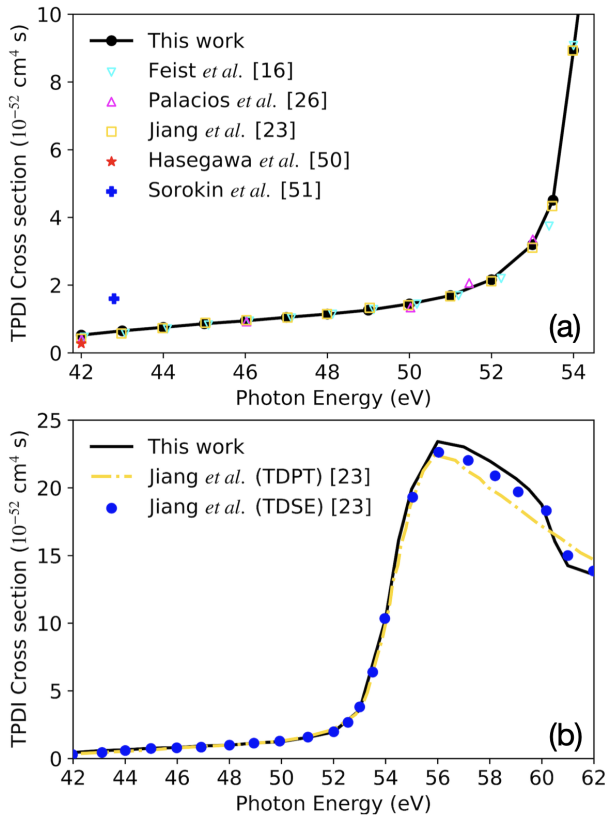 10
8
6
4
2
0
TPDI Cross section (10⁻⁵² cm⁴ s)
This work
Feist et al. [16]
Palacios et al. [26]
Jiang et al. [23]
Hasegawa et al. [50]
Sorokin et al. [51]
(a)
42 44 46 48 50 52 54
Photon Energy (eV)
25
20
15
10
5
0
TPDI Cross section (10⁻⁵² cm⁴ s)
This work
Jiang et al. (TDPT) [23]
Jiang et al. (TDSE) [23]
(b)
42 44 46 48 50 52 54 56 58 60 62
Photon Energy (eV)